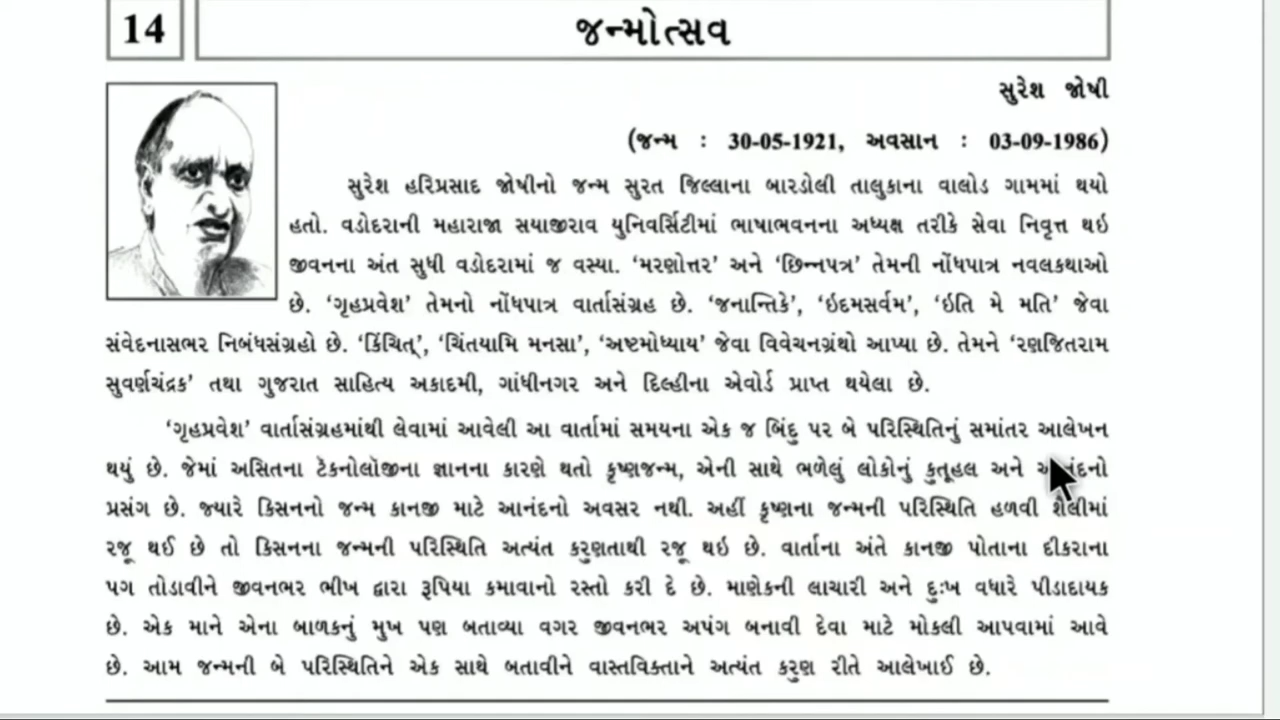 14
જન્મોત્સવ
સુરેશ જોષી
(જન્મ : 30-05-1921, અવસાન : 03-09-1986)
સુરેશ હરિપ્રસાદ જોષીનો જન્મ સુરત જિલ્લાના બારડોલી તાલુકાના વાલોડ ગામમાં થયો
હતો. વડોદરાની મહારાજા સયાજીરાવ યુનિવર્સિટીમાં ભાષાભવનના અધ્યક્ષ તરીકે સેવા નિવૃત્ત થઇ
જીવનના અંત સુધી વડોદરામાં જ વસ્યા. ‘મરણોત્તર’ અને ‘છિન્નપત્ર’ તેમની નોંધપાત્ર નવલકથાઓ
છે. ‘ગૃહપ્રવેશ’ તેમનો નોંધપાત્ર વાર્તાસંગ્રહ છે. ‘જનાન્તિકે’, ‘ઇદમસર્વમ’, ‘ઇતિ મે મતિ’ જેવા
સંવેદનાસભર નિબંધસંગ્રહો છે. ‘કિંચિત્’, ‘ચિંતયામિ મનસા’, ‘અષ્ટમોધ્યાય’ જેવા વિવેચનગ્રંથો આપ્યા છે. તેમને ‘રણજિતરામ
સુવર્ણચંદ્રક’ તથા ગુજરાત સાહિત્ય અકાદમી, ગાંધીનગર અને દિલ્હીના એવોર્ડ પ્રાપ્ત થયેલા છે.
‘ગૃહપ્રવેશ’ વાર્તાસંગ્રહમાંથી લેવામાં આવેલી આ વાર્તામાં સમયના એક જ બિંદુ પર બે પરિસ્થિતિનું સમાંતર આલેખન
થયું છે. જેમાં અસિતના ટૅકનોલૉજીના જ્ઞાનના કારણે થતો કૃષ્ણજન્મ, એની સાથે ભળેલું લોકોનું કુતૂહલ અને
પ્રસંગ છે. જ્યારે કિસનનો જન્મ કાનજી માટે આનંદનો અવસર નથી. અહીં કૃષ્ણના જન્મની પરિસ્થિતિ હળવી શૈલીમાં
રજૂ થઈ છે તો કિસનના જન્મની પરિસ્થિતિ અત્યંત કરુણતાથી રજૂ થઇ છે. વાર્તાના અંતે કાનજી પોતાના દીકરાના
પગ તોડાવીને જીવનભર ભીખ દ્વારા રૂપિયા કમાવાનો રસ્તો કરી દે છે. માણેકની લાચારી અને દુઃખ વધારે પીડાદાયક
છે. એક માને એના બાળકનું મુખ પણ બતાવ્યા વગર જીવનભર અપંગ બનાવી દેવા માટે મોકલી આપવામાં આવે
છે. આમ જન્મની બે પરિસ્થિતિને એક સાથે બતાવીને વાસ્તવિક્તાને અત્યંત કરુણ રીતે આલેખાઈ છે.